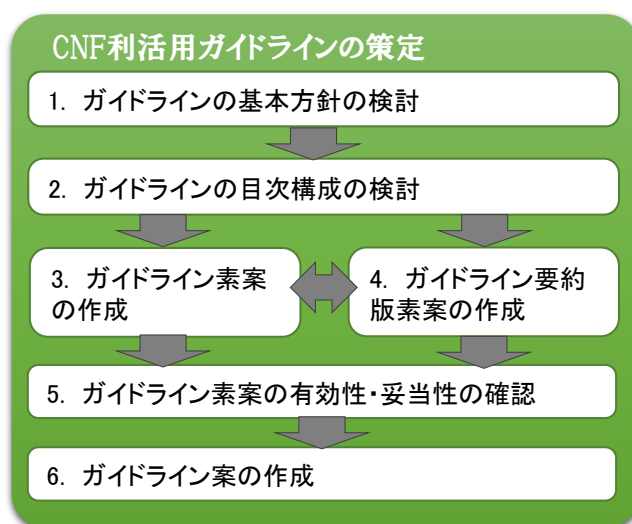 CNF利活用ガイドラインの策定
1. ガイドラインの基本方針の検討
2. ガイドラインの目次構成の検討
3. ガイドライン素案
の作成
4. ガイドライン要約
版素案の作成
5. ガイドライン素案の有効性・妥当性の確認
6. ガイドライン案の作成